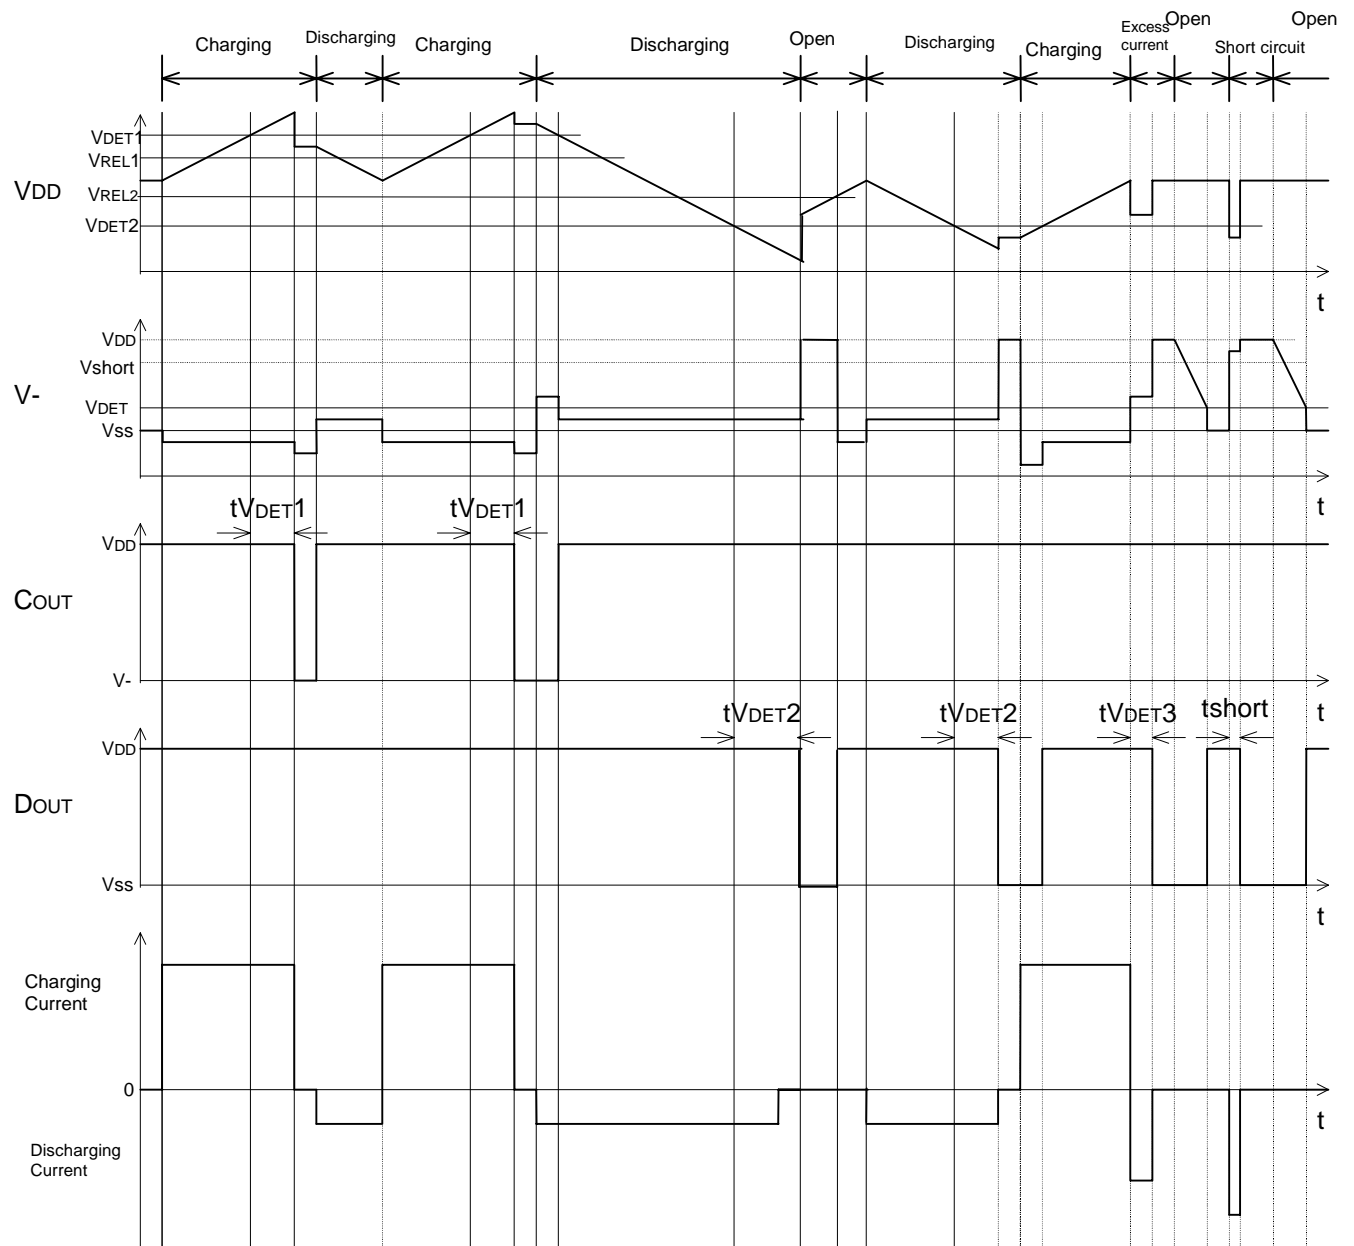 Charging
Discharging
Charging
Discharging
Open
Discharging
Charging
Excess
current
Open
Short circuit
Open
VDET1
VREL1
VDD
VREL2
VDET2
t
VDD
Vshort
V-
VDET
Vss
t
tVDET1
tVDET1
VDD
COUT
V-
t
tVDET2
tVDET2
tVDET3
tshort
VDD
DOUT
Vss
t
Charging
Current
0
t
Discharging
Current